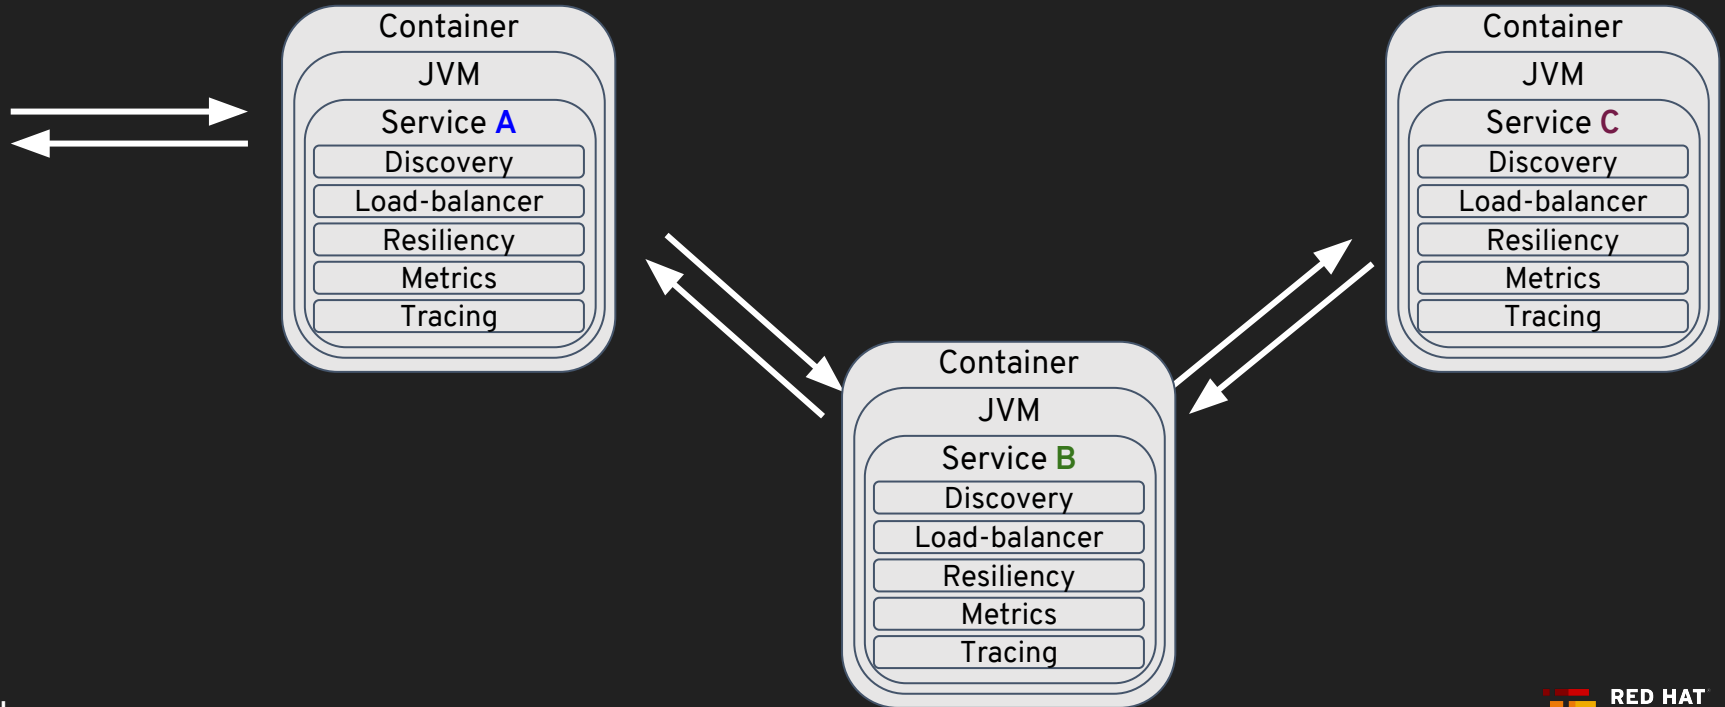 Container
JVM
Service A
Discovery
Load-balancer
Resiliency
Metrics
Tracing
Container
JVM
Service B
Discovery
Load-balancer
Resiliency
Metrics
Tracing
Container
JVM
Service C
Discovery
Load-balancer
Resiliency
Metrics
Tracing
RED HAT